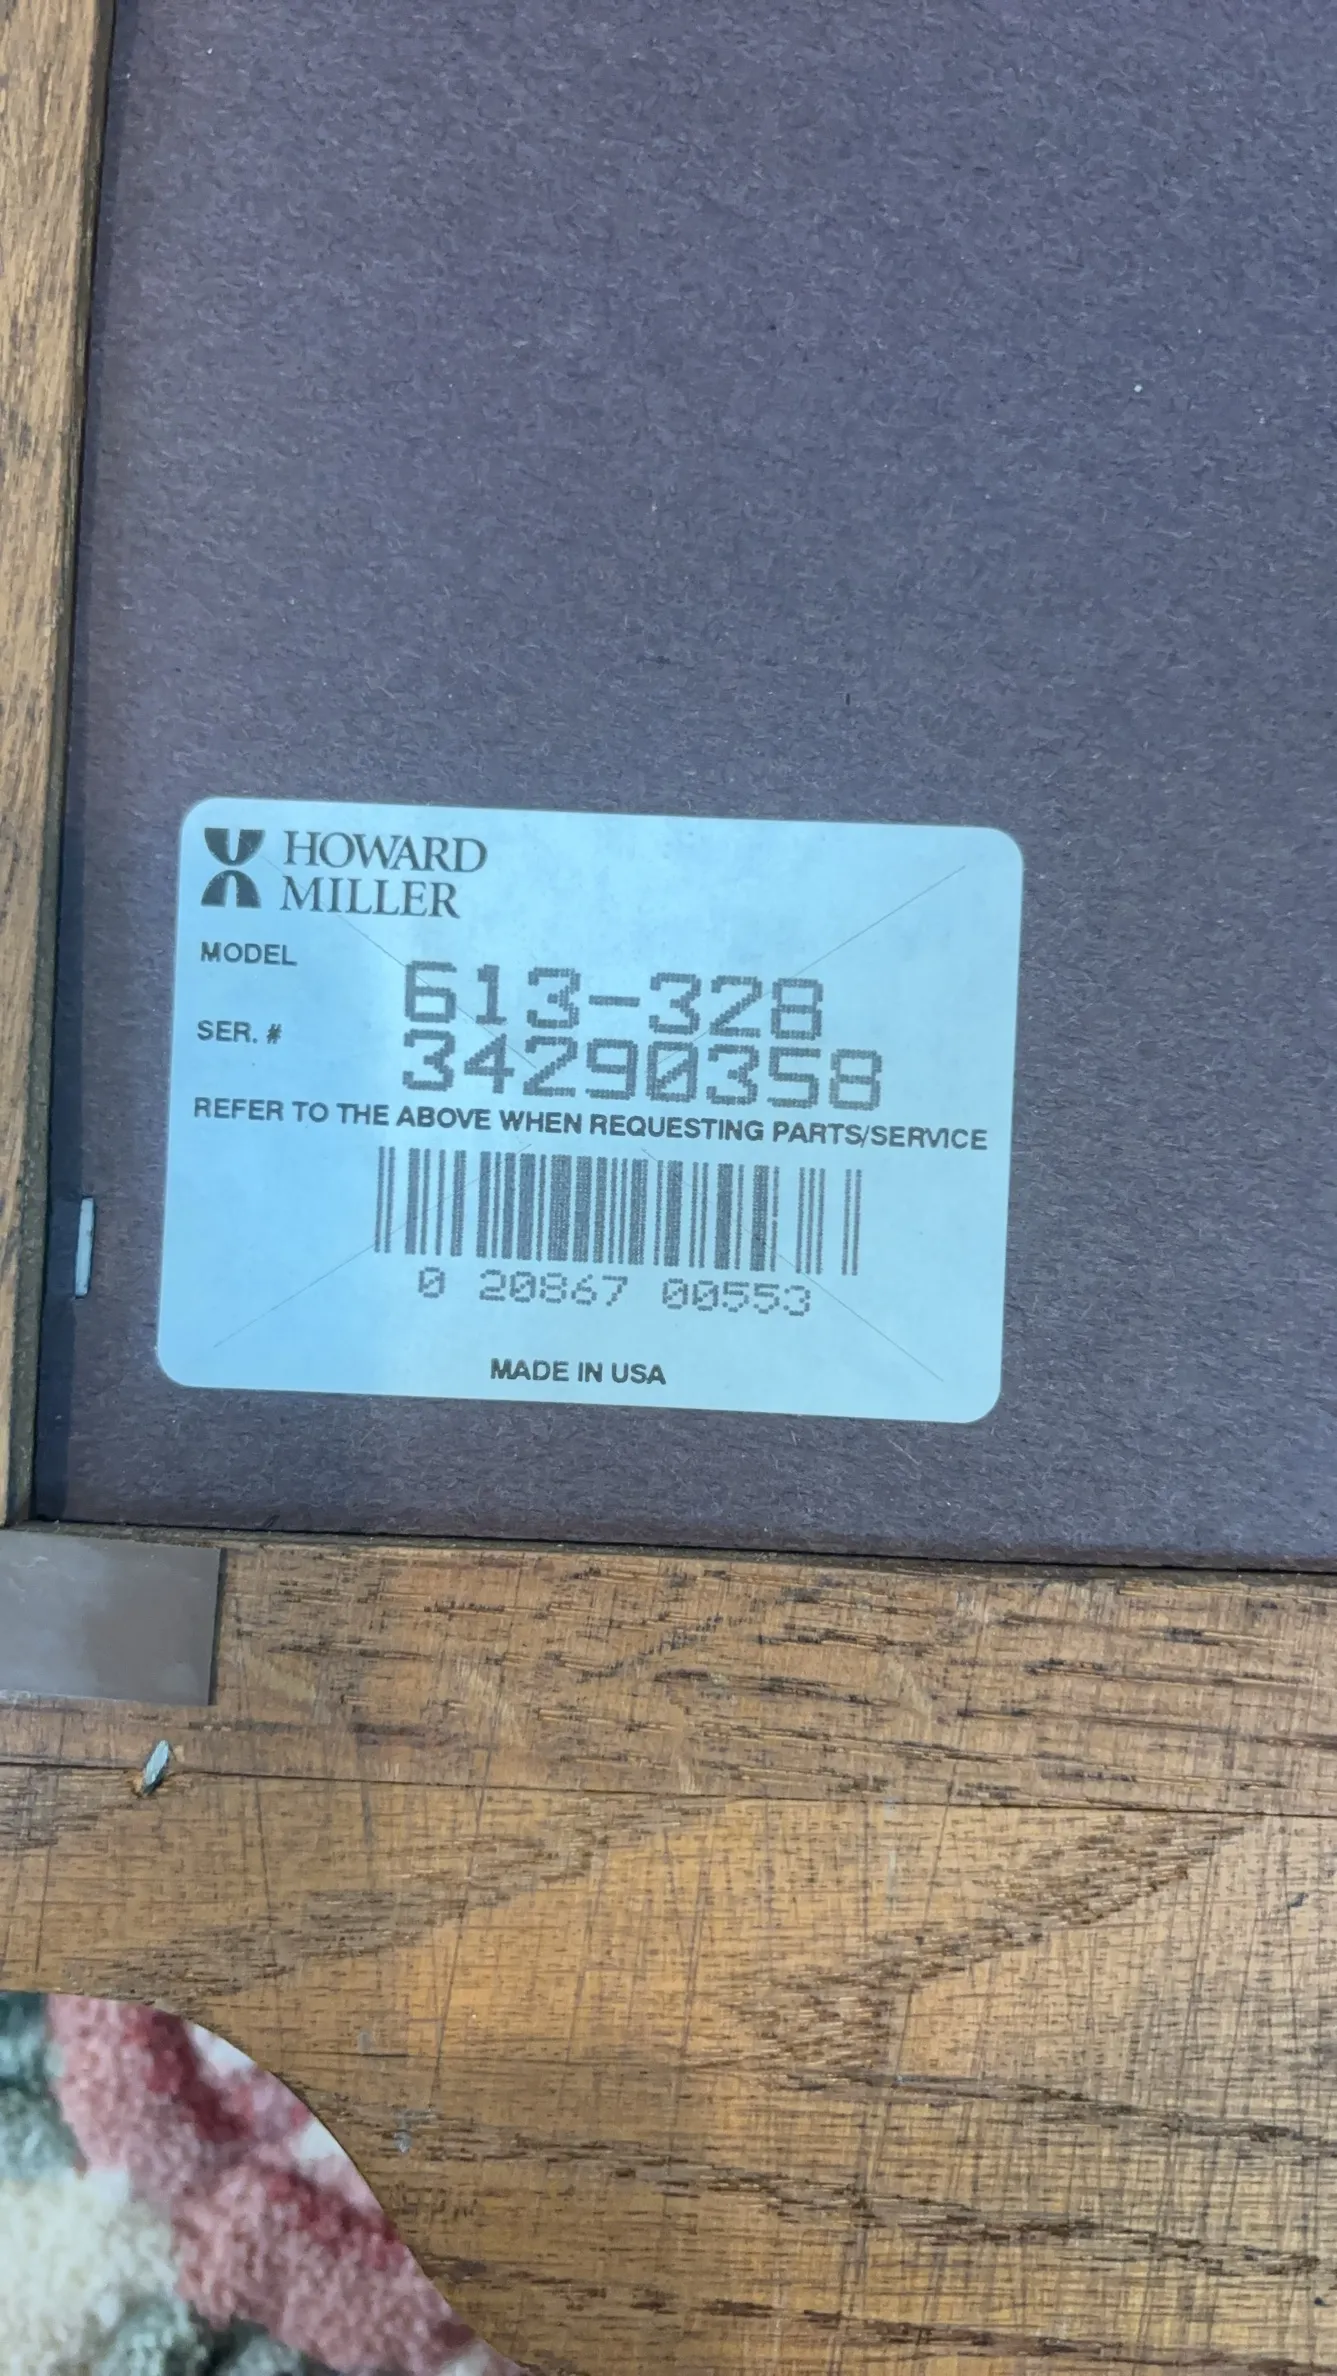 HOWARD
MILLER
MODEL 613-328
SER. # 34290358
REFER TO THE ABOVE WHEN REQUESTING PARTS/SERVICE
0 20867 00553
MADE IN USA